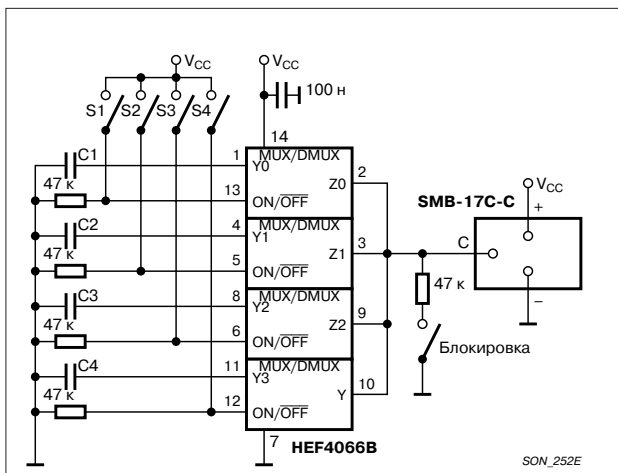 VCC VCC
S1 S2 S3 S4 100 н
14
C1 1 MUX/DMUX 2
47 к Y0 Z0
13 ON/OFF
SMB-17C-C
VCC
C2 4 MUX/DMUX +
47 к Y1 Z1 3 C
5 ON/OFF
C3 8 MUX/DMUX 47 к
47 к Y2 Z2 9 –
6 ON/OFF
Блокировка
C4 11 MUX/DMUX
47 к Y3 Y 10
12 ON/OFF
7 HEF4066B
SON_252E